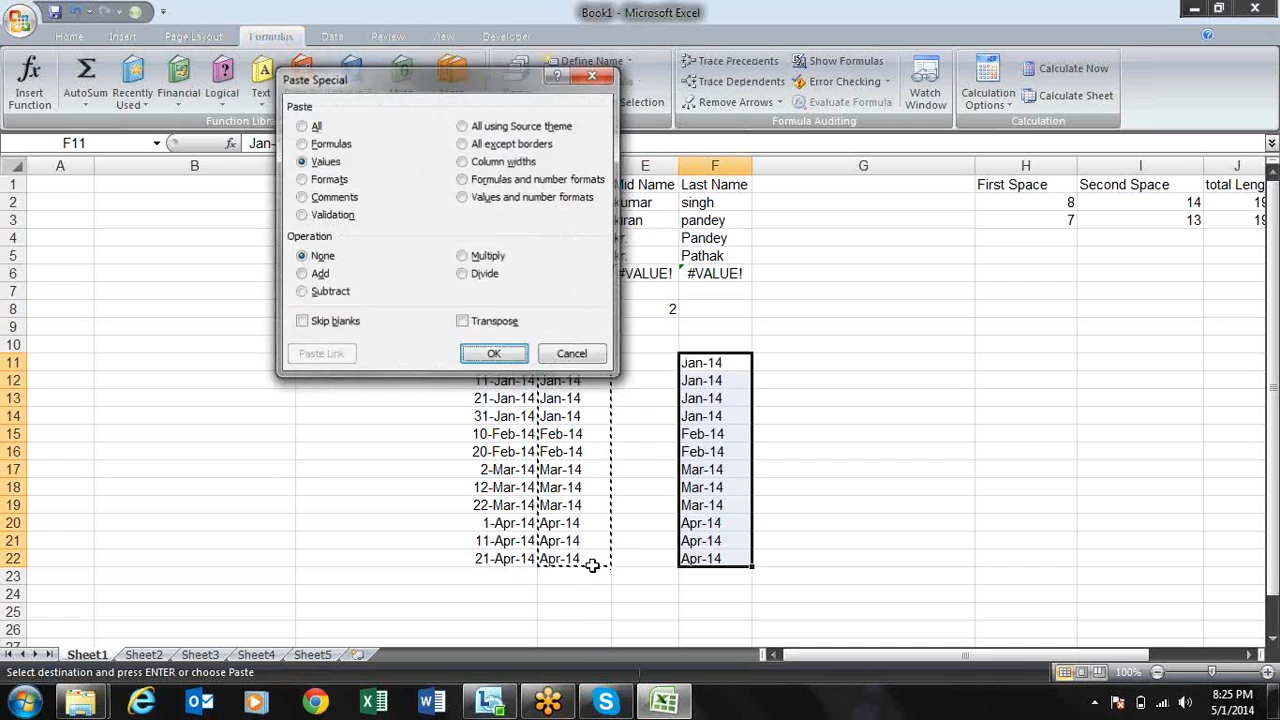 Book1 - Microsoft Excel
Home Insert Page Layout Formulas Data Review View Developer
Insert Function
AutoSum
Recently Used
Financial
Logical
Text
Define Name
Selection
Trace Precedents
Trace Dependents
Remove Arrows
Show Formulas
Error Checking
Evaluate Formula
Formula Auditing
Watch Window
Calculation Options
Calculate Now
Calculate Sheet
Calculation
F11
fx
Jan-
Paste Special
Paste
All
Formulas
Values
Formats
Comments
Validation
All using Source theme
All except borders
Column widths
Formulas and number formats
Values and number formats
Operation
None
Add
Subtract
Multiply
Divide
Skip blanks
Transpose
Paste Link
OK
Cancel
A B E F G H I J
1 Mid Name Last Name First Space Second Space total Leng
2 kumar singh 8 14 19
3 pandey 7 13 19
4 kr. Pandey
5 kr. Pathak
6 #VALUE! #VALUE!
7
8 2
9
10
11 Jan-14
12 11-Jan-14 Jan-14 Jan-14
13 21-Jan-14 Jan-14 Jan-14
14 31-Jan-14 Jan-14 Jan-14
15 10-Feb-14 Feb-14 Feb-14
16 20-Feb-14 Feb-14 Feb-14
17 2-Mar-14 Mar-14 Mar-14
18 12-Mar-14 Mar-14 Mar-14
19 22-Mar-14 Mar-14 Mar-14
20 1-Apr-14 Apr-14 Apr-14
21 11-Apr-14 Apr-14 Apr-14
22 21-Apr-14 Apr-14 Apr-14
23
24
25
26
27
Sheet1 Sheet2 Sheet3 Sheet4 Sheet5
Select destination and press ENTER or choose Paste
100%
8:25 PM
5/1/2014